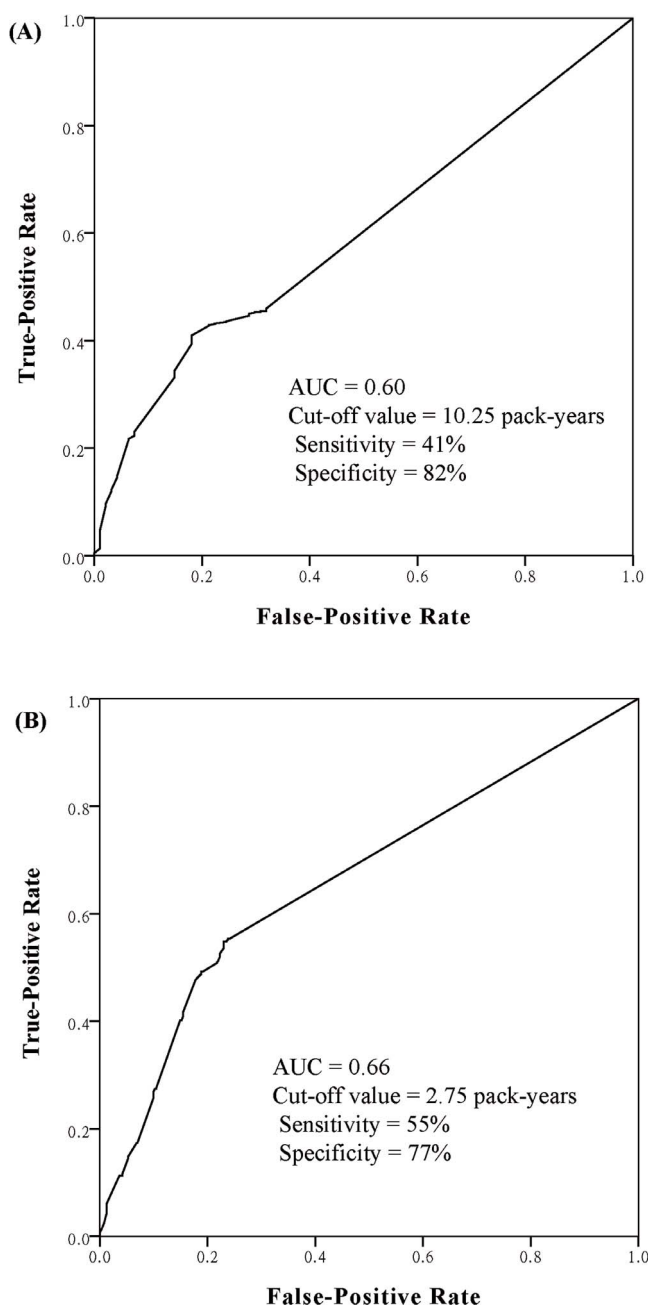 (A)
1.0
0.8
0.6
0.4
0.2
0.0
True-Positive Rate
AUC = 0.60
Cut-off value = 10.25 pack-years
Sensitivity = 41%
Specificity = 82%
0.0 0.2 0.4 0.6 0.8 1.0
False-Positive Rate
(B)
1.0
0.8
0.6
0.4
0.2
0.0
True-Positive Rate
AUC = 0.66
Cut-off value = 2.75 pack-years
Sensitivity = 55%
Specificity = 77%
0.0 0.2 0.4 0.6 0.8 1.0
False-Positive Rate